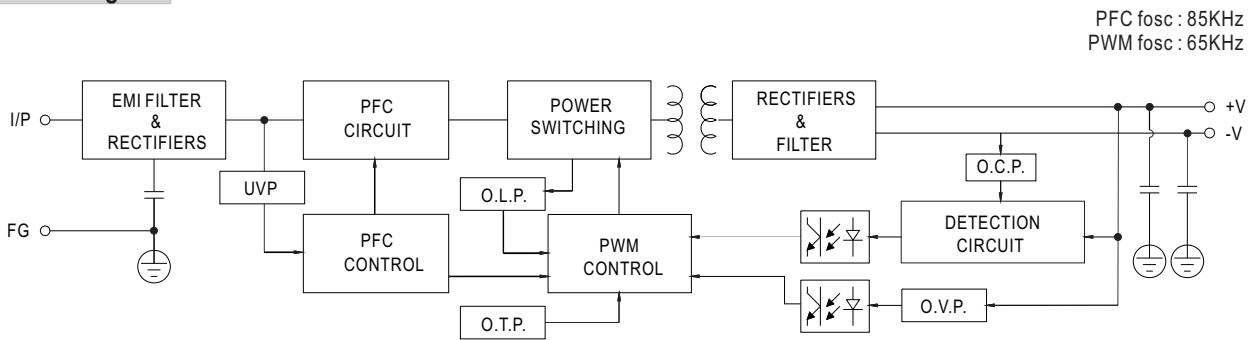 PFC fosc : 85KHz
PWM fosc : 65KHz
I/P
EMI FILTER
&
RECTIFIERS
PFC
CIRCUIT
POWER
SWITCHING
RECTIFIERS
&
FILTER
+V
-V
UVP
O.L.P.
O.C.P.
FG
PFC
CONTROL
PWM
CONTROL
DETECTION
CIRCUIT
O.T.P.
O.V.P.